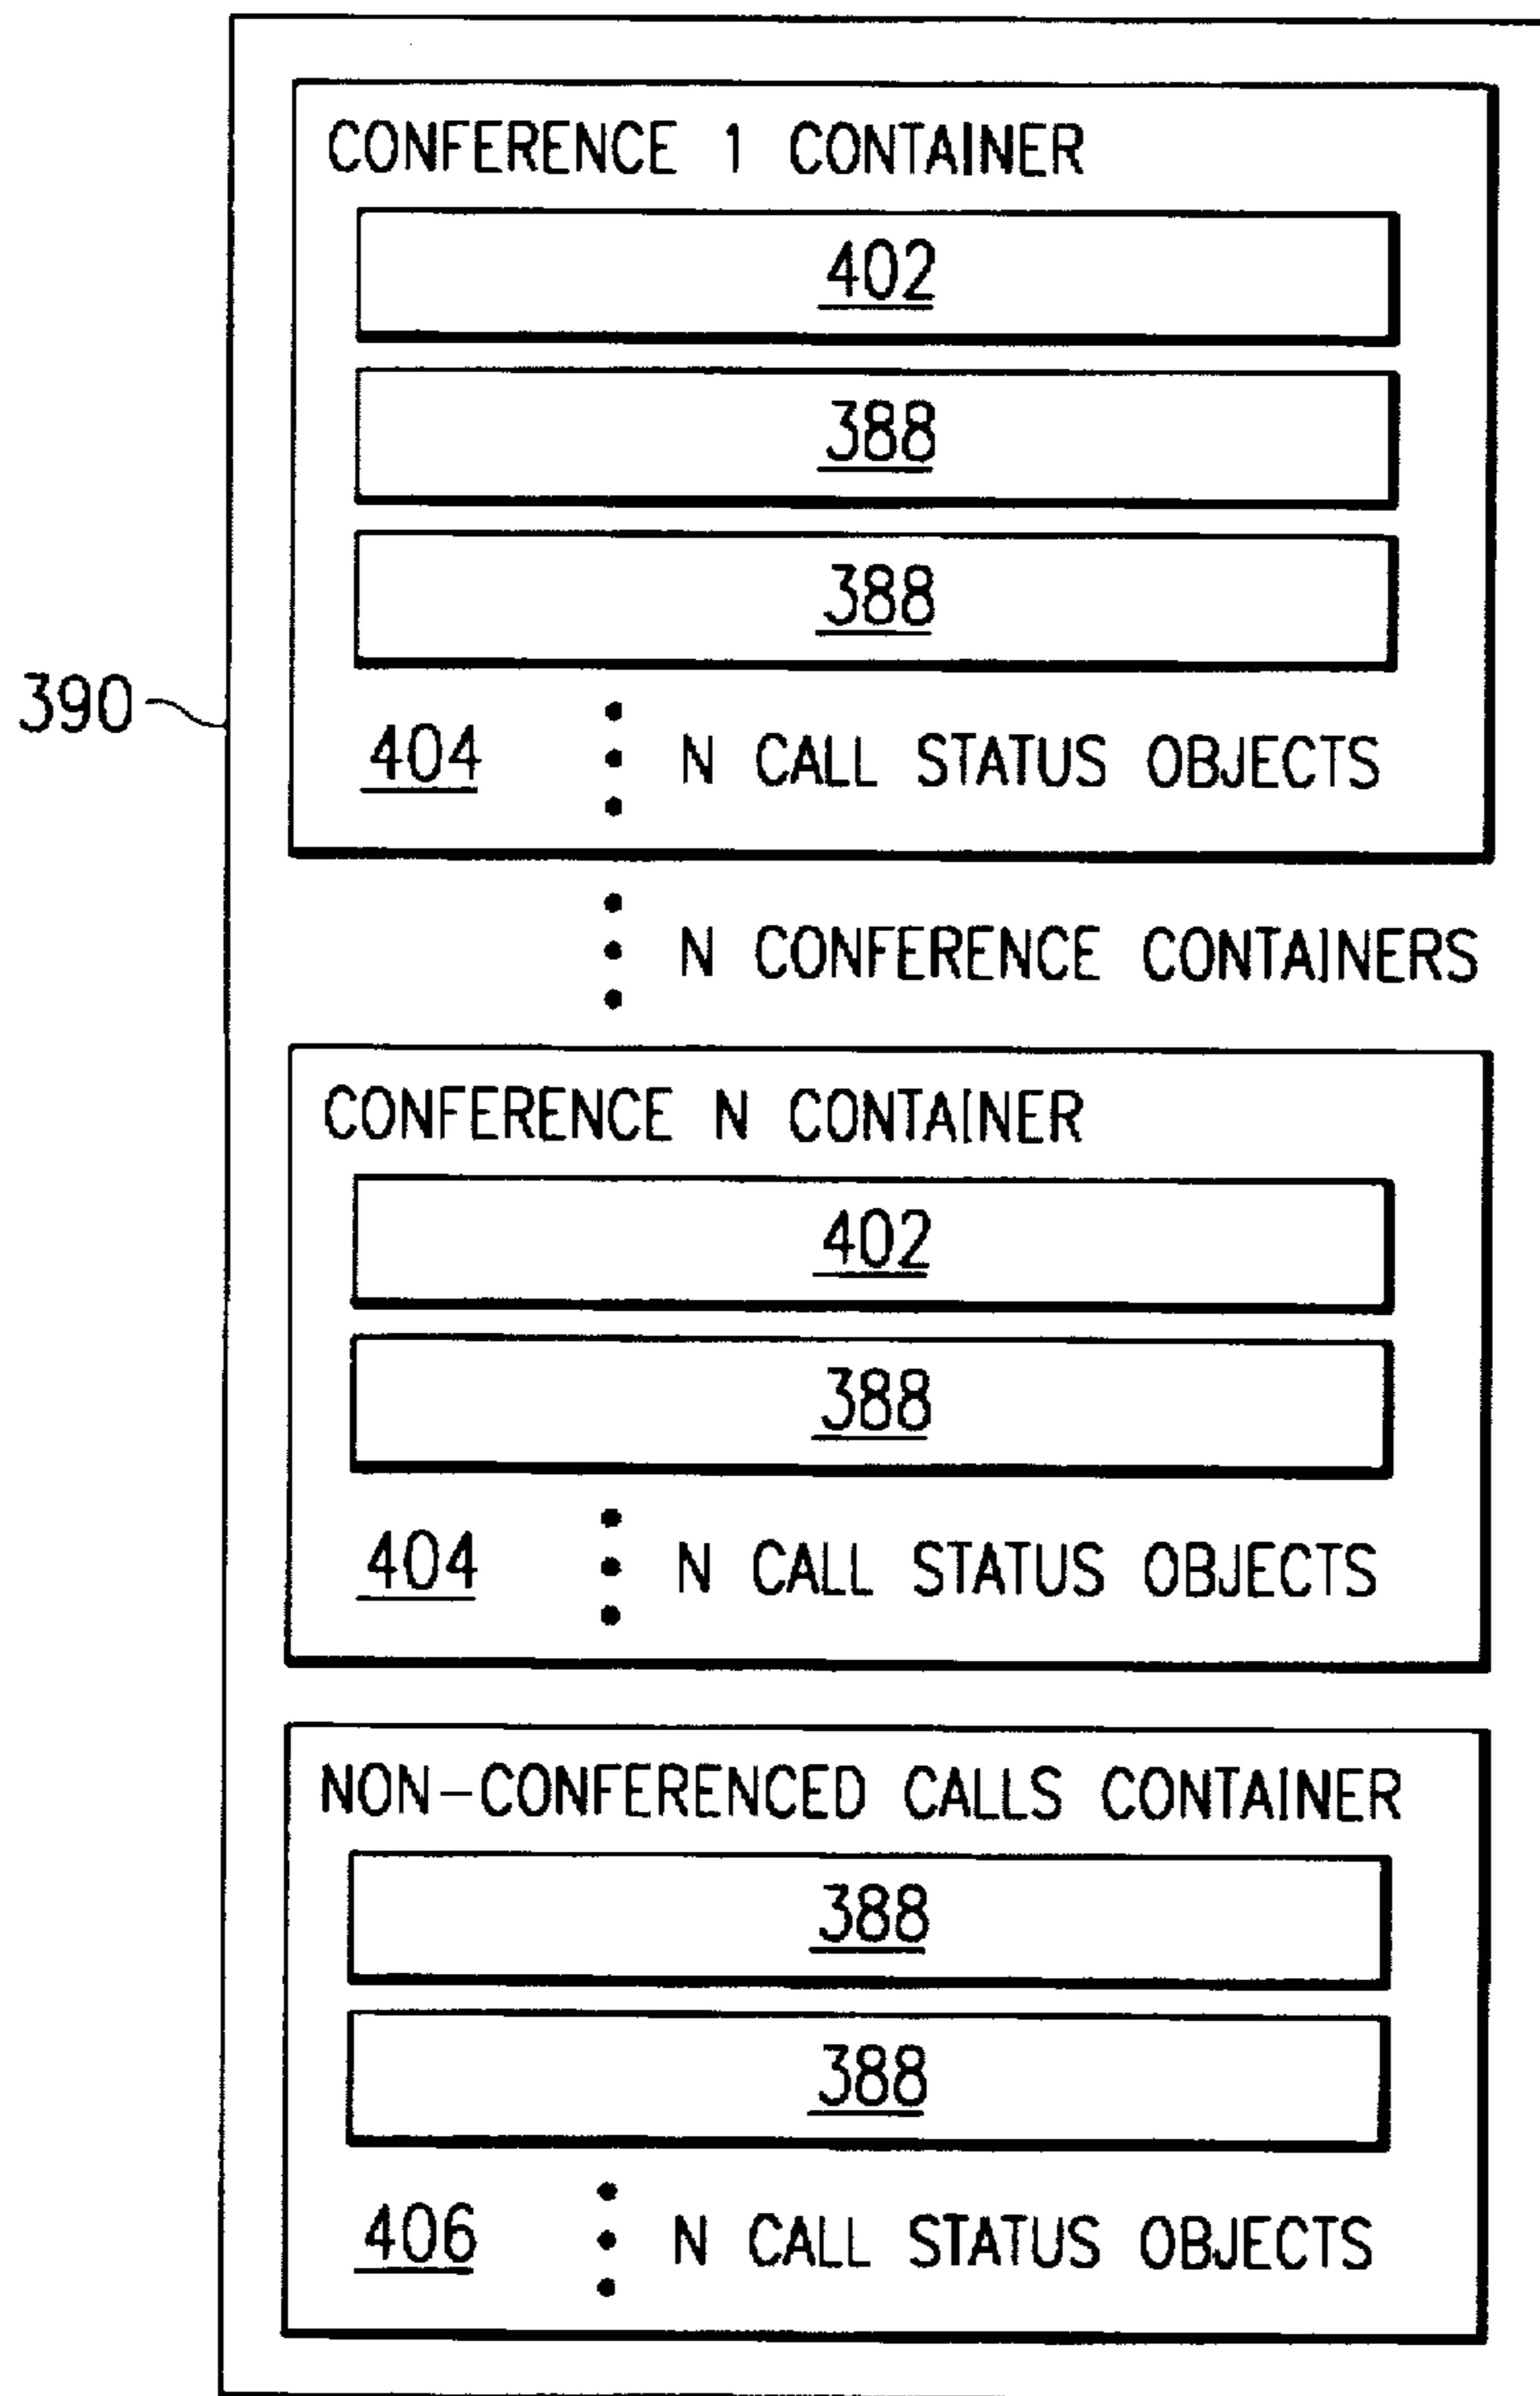 CONFERENCE 1 CONTAINER
402
388
388
390
404 N CALL STATUS OBJECTS
N CONFERENCE CONTAINERS
CONFERENCE N CONTAINER
402
388
404 N CALL STATUS OBJECTS
NON-CONFERENCED CALLS CONTAINER
388
388
406 N CALL STATUS OBJECTS